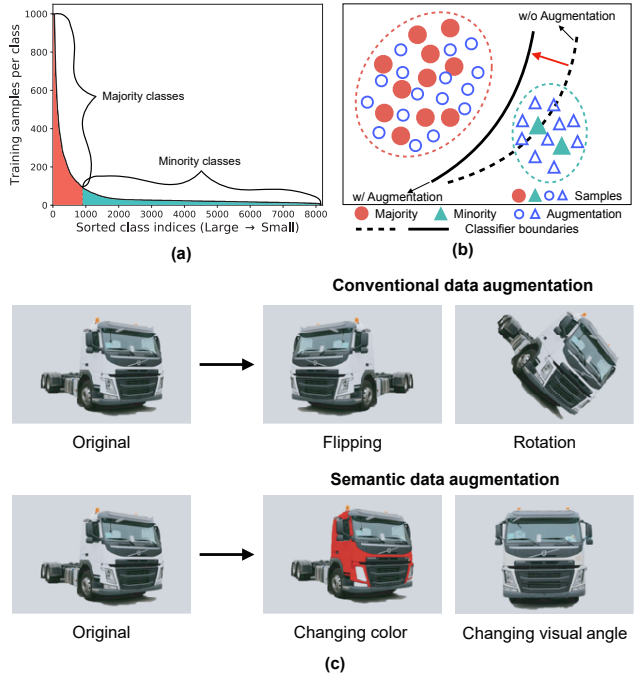 Training samples per class
1000
800
600
400
200
0
Majority classes
Minority classes
0 1000 2000 3000 4000 5000 6000 7000 8000
Sorted class indices (Large → Small)
(a)
w/o Augmentation
w/ Augmentation
Samples
Majority Minority Augmentation
Classifier boundaries
(b)
Conventional data augmentation
Original Flipping Rotation
Semantic data augmentation
Original Changing color Changing visual angle
(c)